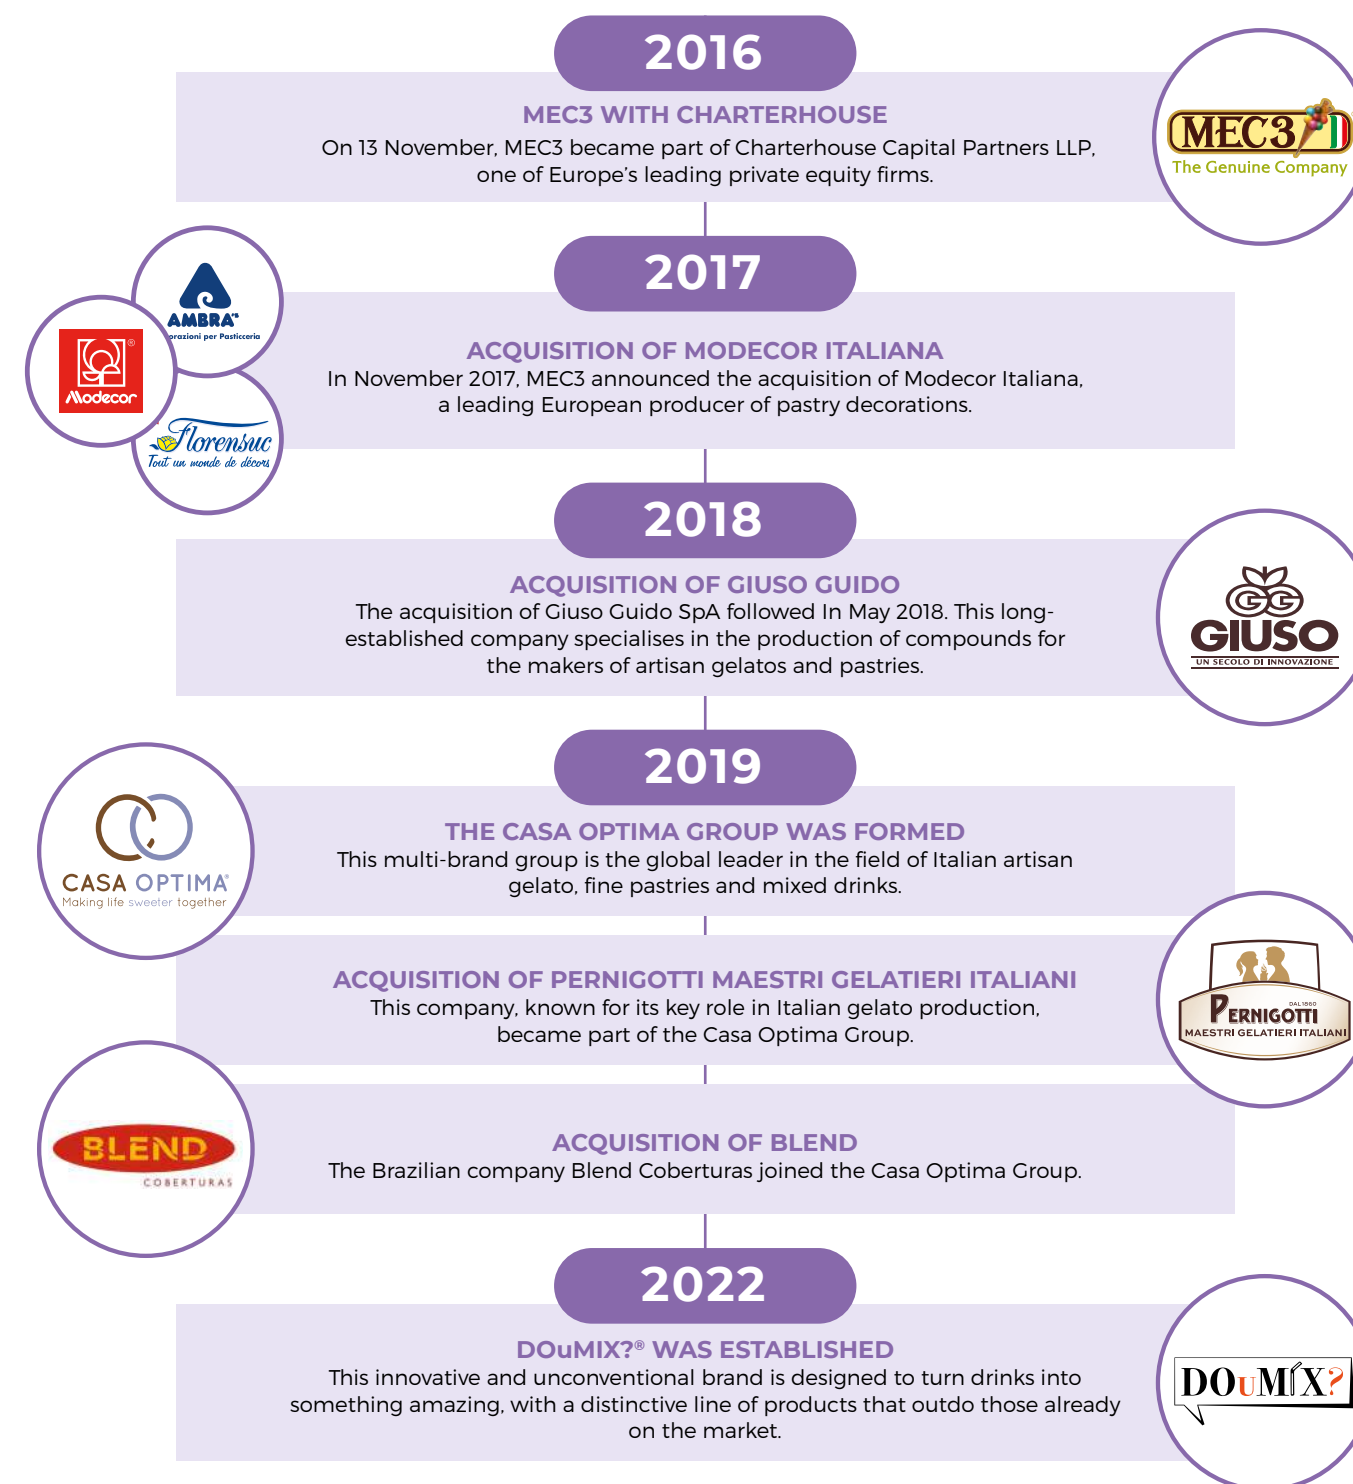 2016
MEC3 WITH CHARTERHOUSE
On 13 November, MEC3 became part of Charterhouse Capital Partners LLP,
one of Europe's leading private equity firms.
MEC3
The Genuine Company
2017
AMBRA
orazioni per Pasticceria
Modecor
Florensuc
Tout un monde de décors
ACQUISITION OF MODECOR ITALIANA
In November 2017, MEC3 announced the acquisition of Modecor Italiana,
a leading European producer of pastry decorations.
2018
ACQUISITION OF GIUSO GUIDO
The acquisition of Giuso Guido SpA followed In May 2018. This long-
established company specialises in the production of compounds for
the makers of artisan gelatos and pastries.
GG
GIUSO
UN SECOLO DI INNOVAZIONE
2019
CASA OPTIMA®
Making life sweeter together
THE CASA OPTIMA GROUP WAS FORMED
This multi-brand group is the global leader in the field of Italian artisan
gelato, fine pastries and mixed drinks.
ACQUISITION OF PERNIGOTTI MAESTRI GELATIERI ITALIANI
This company, known for its key role in Italian gelato production,
became part of the Casa Optima Group.
DAL 1860
PERNIGOTTI
MAESTRI GELATIERI ITALIANI
BLEND
COBERTURAS
ACQUISITION OF BLEND
The Brazilian company Blend Coberturas joined the Casa Optima Group.
2022
DOuMIX?® WAS ESTABLISHED
This innovative and unconventional brand is designed to turn drinks into
something amazing, with a distinctive line of products that outdo those already
on the market.
DOuMIX?